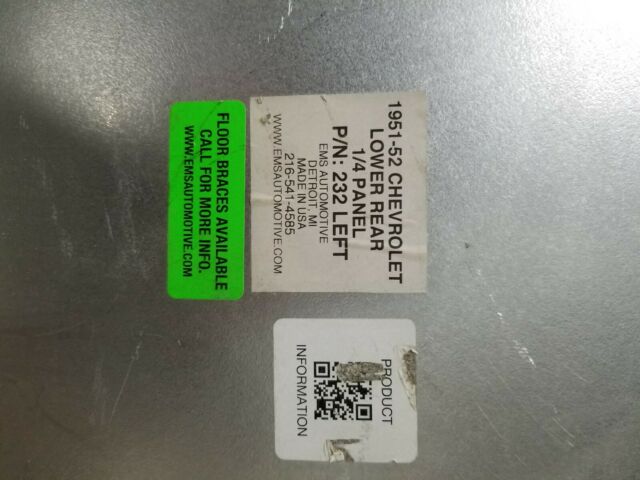 1951-52 CHEVROLET
LOWER REAR
1/4 PANEL
P/N: 232 LEFT
EMS AUTOMOTIVE
DETROIT, MI
MADE IN USA
216-541-4585
WWW.EMSAUTOMOTIVE.COM
FLOOR BRACES AVAILABLE
CALL FOR MORE INFO.
WWW.EMSAUTOMOTIVE.COM
PRODUCT
INFORMATION